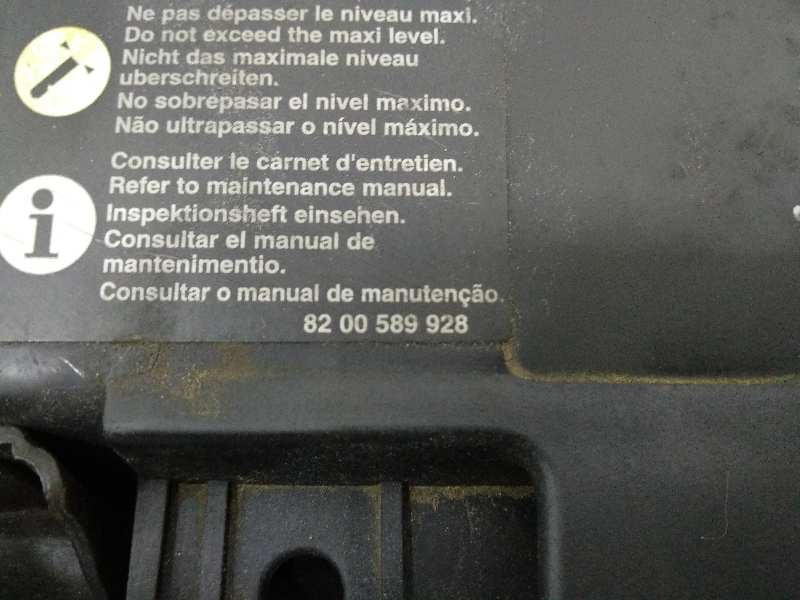 Ne pas dépasser le niveau maxi.
Do not exceed the maxi level.
Nicht das maximale niveau
uberschreiten.
No sobrepasar el nivel maximo.
Não ultrapassar o nível máximo.
Consulter le carnet d'entretien.
Refer to maintenance manual.
Inspektionsheft einsehen.
Consultar el manual de
mantenimentio.
Consultar o manual de manutenção.
82 00 589 928